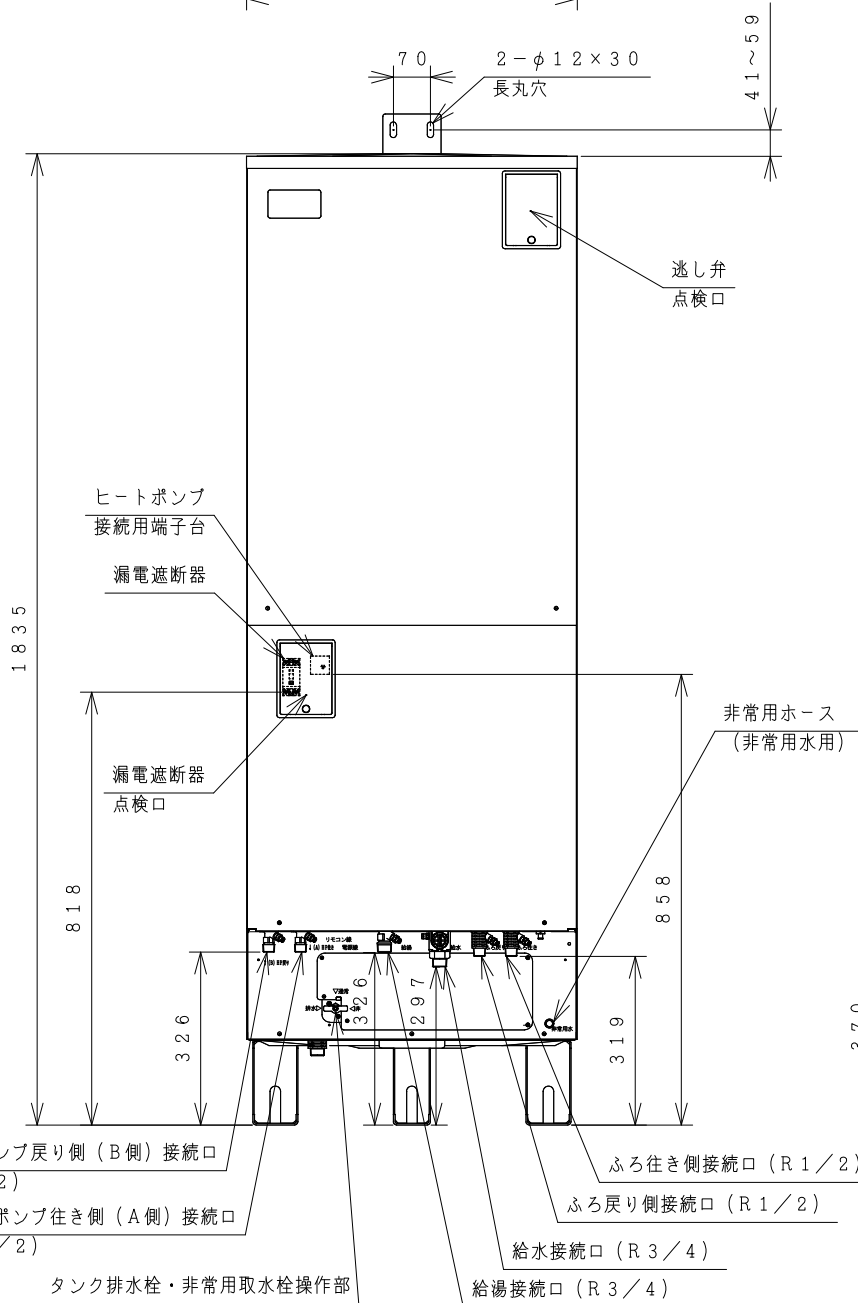 70
2-φ12×30
長丸穴
41~59
逃し弁
点検口
ヒートポンプ
接続用端子台
漏電遮断器
1835
漏電遮断器
点検口
非常用ホース
(非常用水用)
818
858
リモコン線
電源線
給湯
給水
ふろ戻り
ふろ往き
▽通常
排水▷
非常用水
326
326
297
319
370
ンプ戻り側(B側)接続口
2)
ポンプ往き側(A側)接続口
/2)
タンク排水栓・非常用取水栓操作部
ふろ往き側接続口(R1/2)
ふろ戻り側接続口(R1/2)
給水接続口(R3/4)
給湯接続口(R3/4)